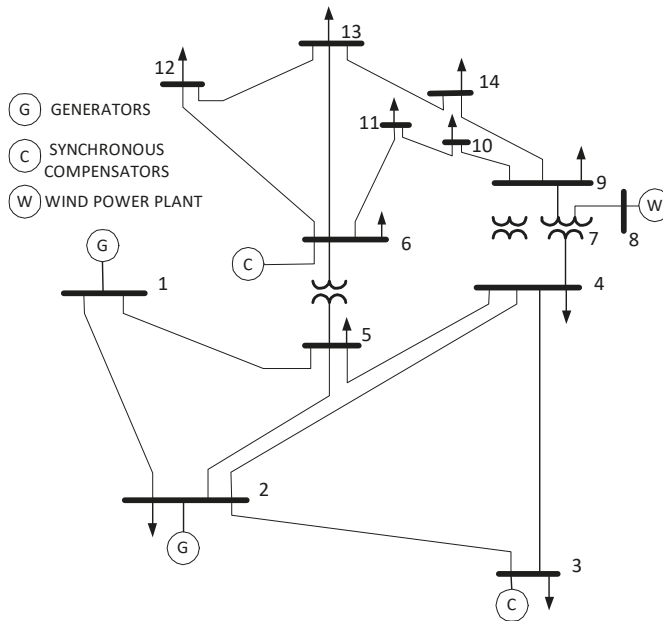 13
12
14
G GENERATORS
11
10
C SYNCHRONOUS
COMPENSATORS
9
W WIND POWER PLANT
W
7
8
6
C
G
1
4
5
2
G
3
C